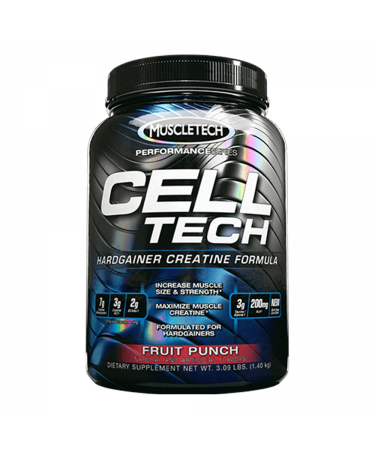 MUSCLETECH
PERFORMANCE SERIES
CELL
TECH
HARDGAINER CREATINE FORMULA
INCREASE MUSCLE
SIZE & STRENGTH*
MAXIMIZE MUSCLE
CREATINE*
FORMULATED FOR
HARDGAINERS
7g
3g
2g
3g
200mg
NEW
FRUIT PUNCH
DIETARY SUPPLEMENT NET WT. 3.09 LBS. (1.40 kg)